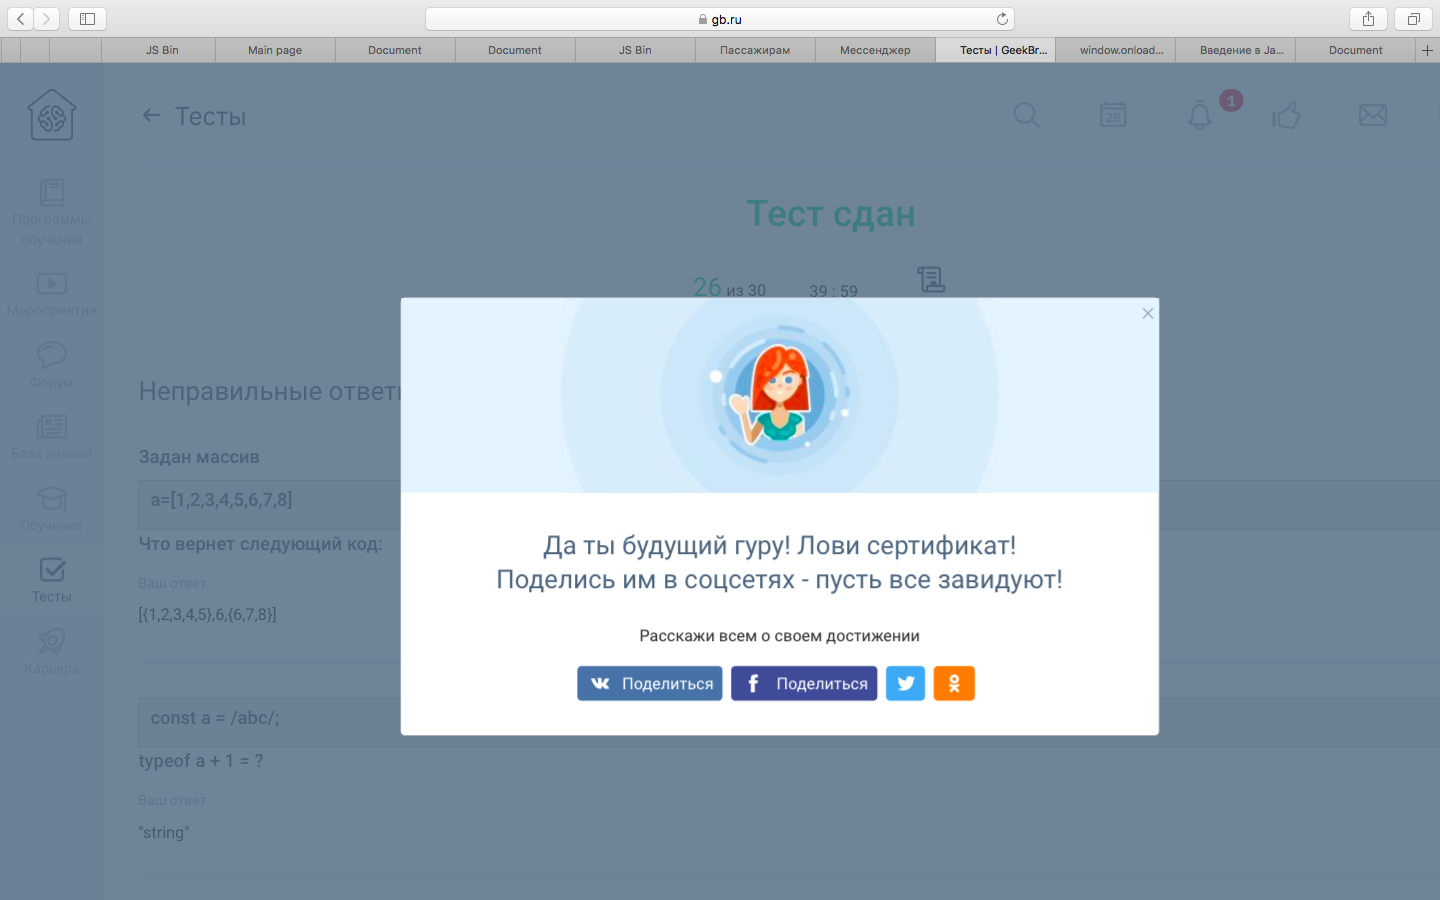 gb.ru
JS Bin
Main page
Document
Document
JS Bin
Пассажирам
Мессенджер
Тесты | GeekBr...
window.onload...
Введение в Ja...
Document
Тесты
28
1
Программы
обучения
Мероприятия
Форум
База знаний
Обучение
Тесты
Карьера
Тест сдан
26 из 30
39 : 59
Неправильные ответ
Задан массив
a=[1,2,3,4,5,6,7,8]
Что вернет следующий код:
Ваш ответ
[{1,2,3,4,5},6,{6,7,8}]
const a = /abc/;
typeof a + 1 = ?
Ваш ответ
"string"
Да ты будущий гуру! Лови сертификат!
Поделись им в соцсетях - пусть все завидуют!
Расскажи всем о своем достижении
Поделиться
Поделиться